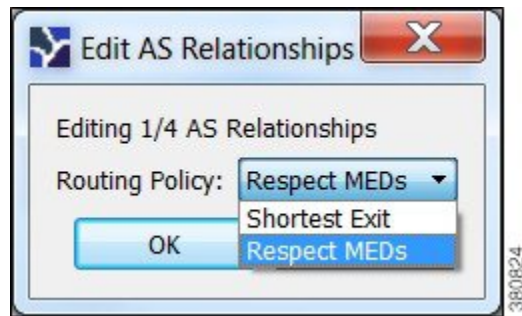 Edit AS Relationships
Editing 1/4 AS Relationships
Routing Policy: Respect MEDs
Shortest Exit
OK
Respect MEDs
380824